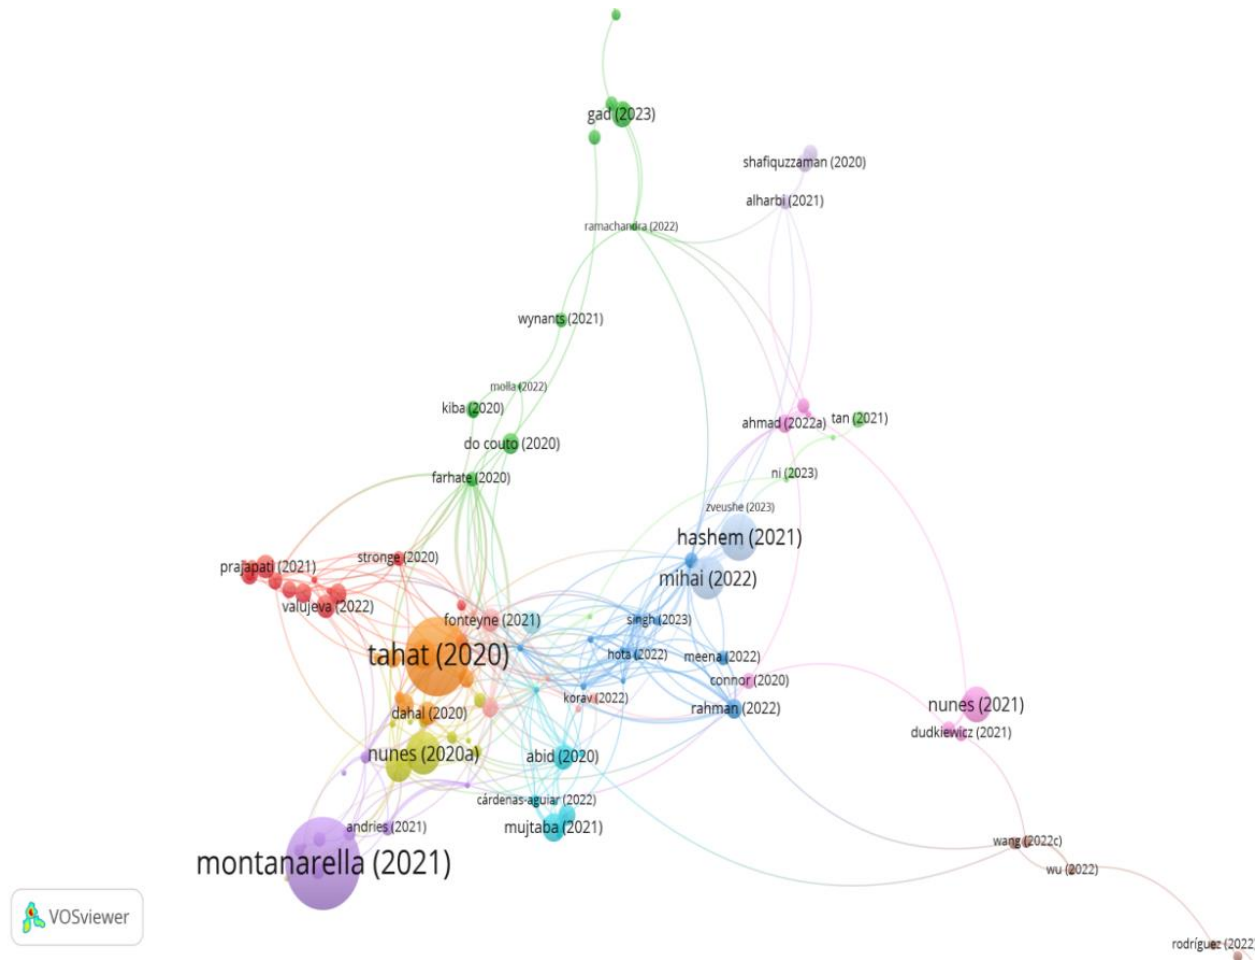 gad (2023)
shafiquzzaman (2020)
alharbi (2021)
ramachandra (2022)
wynants (2021)
molla (2022)
kiba (2020)
ahmad (2022a)
tan (2021)
do couto (2020)
ni (2023)
farhate (2020)
zveushe (2023)
hashem (2021)
stronge (2020)
prajapati (2021)
mihai (2022)
valujeva (2022)
fonteyne (2021)
singh (2023)
tahat (2020)
hota (2022)
meena (2022)
connor (2020)
korav (2022)
nunes (2021)
rahman (2022)
dahal (2020)
dudkiewicz (2021)
nunes (2020a)
abid (2020)
cárdenas-aguiar (2022)
andries (2021)
mujtaba (2021)
wang (2022c)
montanarella (2021)
wu (2022)
VOSviewer
rodríguez (2022